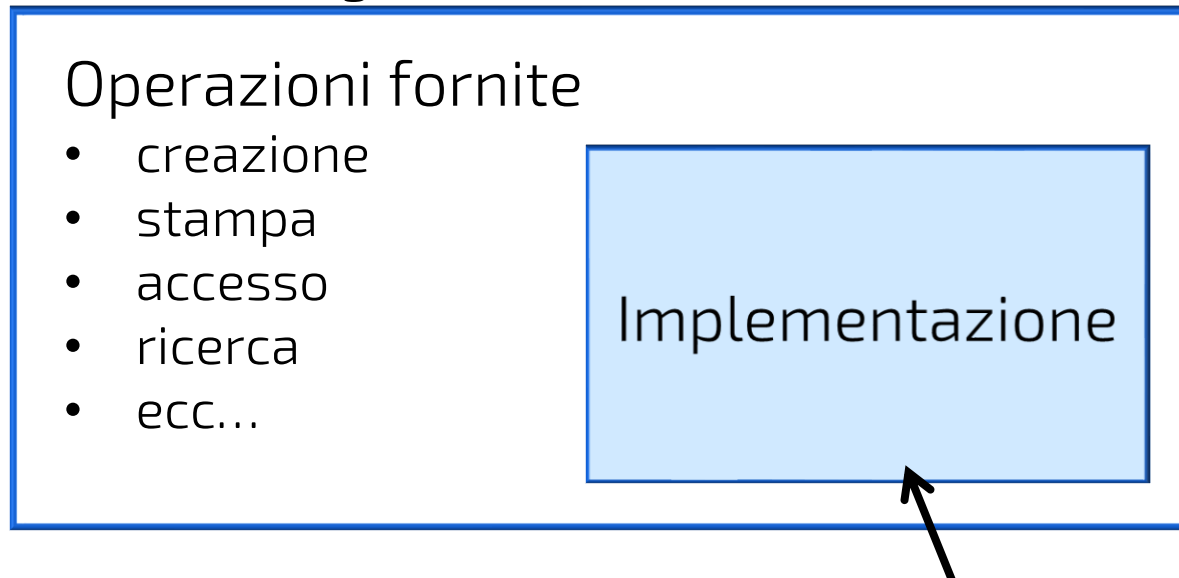 Operazioni fornite
• creazione
• stampa
• accesso
• ricerca
• ecc…
Implementazione